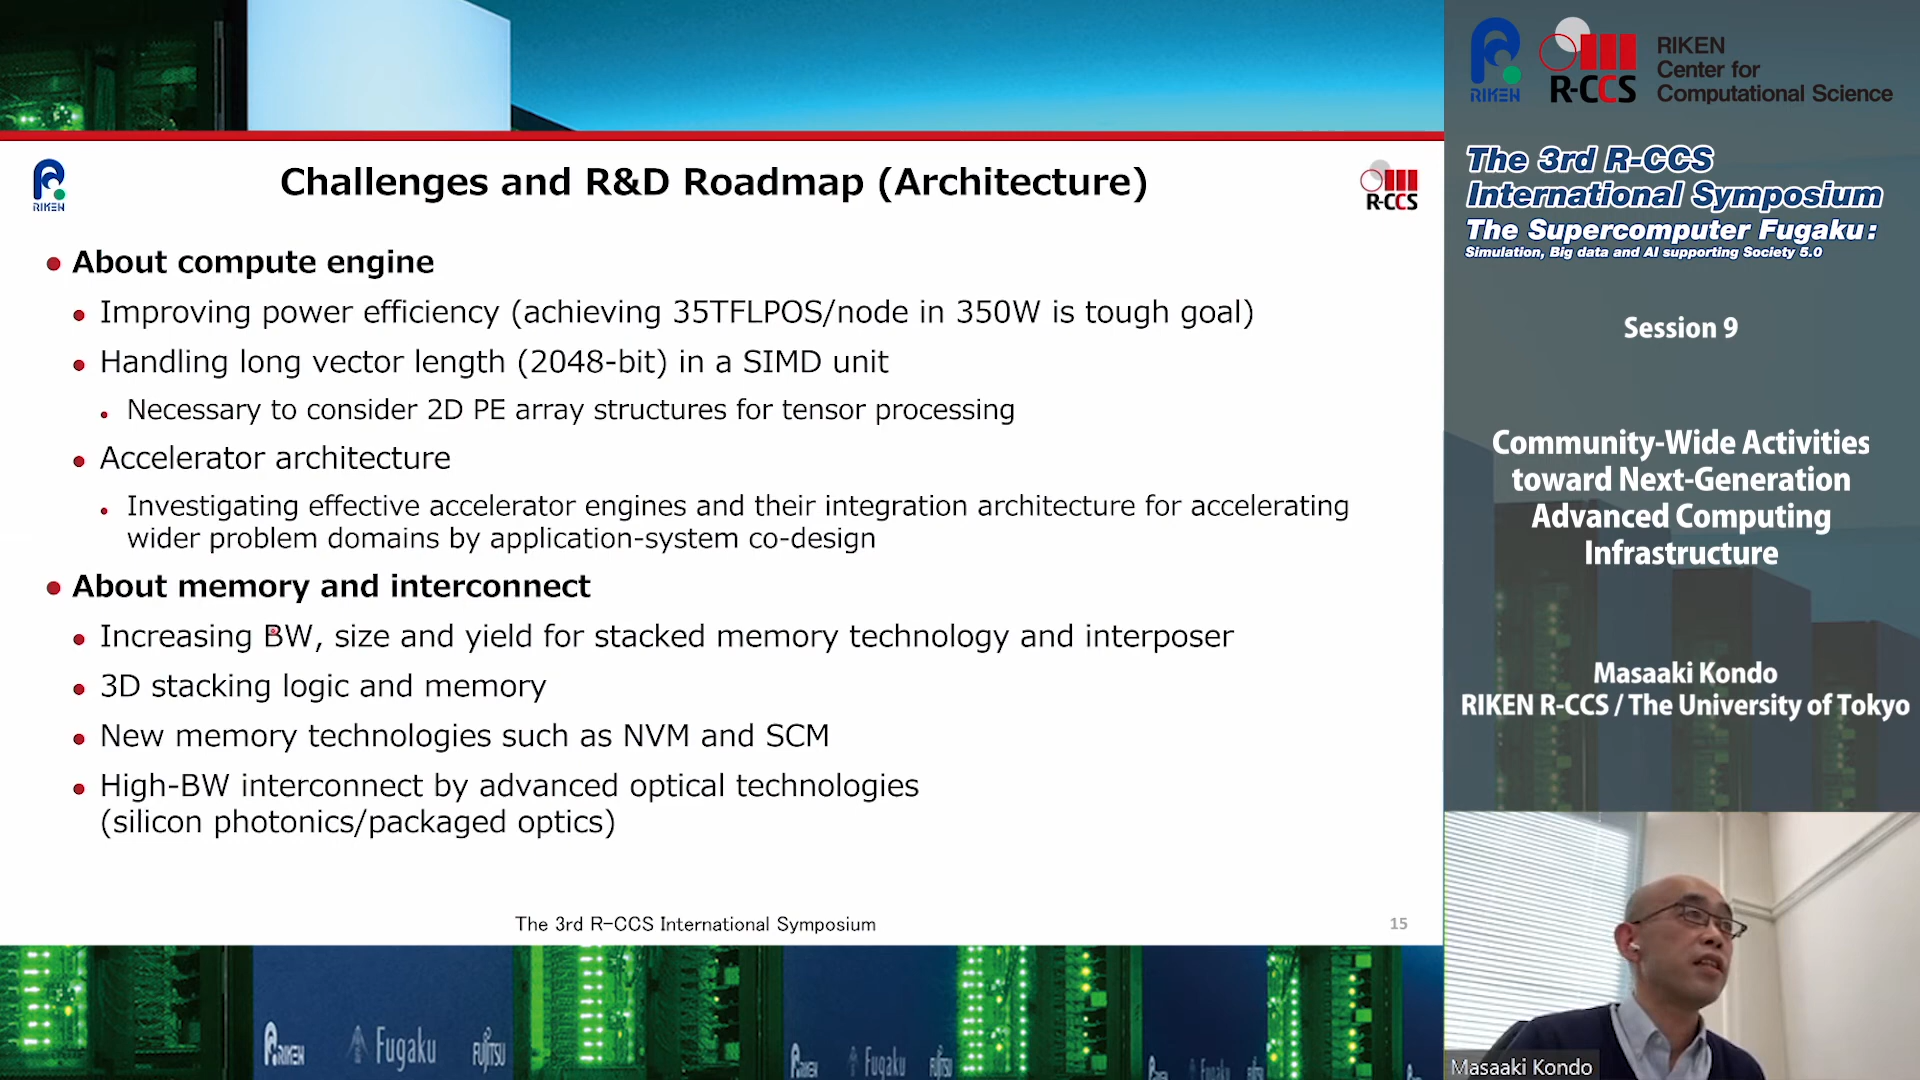 RIKEN
R-CCS
RIKEN
Center for
Computational Science
The 3rd R-CCS
International Symposium
The Supercomputer Fugaku:
Simulation, Big data and AI supporting Society 5.0
Session 9
Community-Wide Activities
toward Next-Generation
Advanced Computing
Infrastructure
Masaaki Kondo
RIKEN R-CCS / The University of Tokyo
Masaaki Kondo
RIKEN
Challenges and R&D Roadmap (Architecture)
R-CCS
● About compute engine
● Improving power efficiency (achieving 35TFLPOS/node in 350W is tough goal)
● Handling long vector length (2048-bit) in a SIMD unit
• Necessary to consider 2D PE array structures for tensor processing
● Accelerator architecture
• Investigating effective accelerator engines and their integration architecture for accelerating
wider problem domains by application-system co-design
● About memory and interconnect
● Increasing BW, size and yield for stacked memory technology and interposer
● 3D stacking logic and memory
● New memory technologies such as NVM and SCM
● High-BW interconnect by advanced optical technologies
(silicon photonics/packaged optics)
The 3rd R-CCS International Symposium
15
RIKEN
Fugaku
FUJITSU
RIKEN
Fugaku
FUJITSU